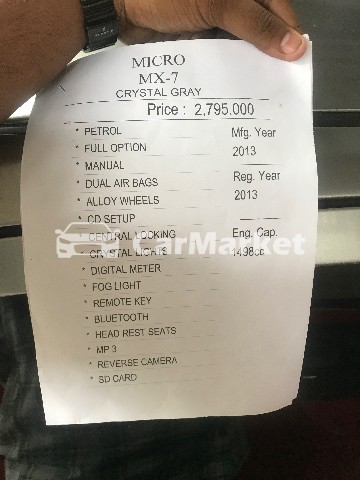 MICRO
MX-7
CRYSTAL GRAY
Price : 2,795.000
* PETROL
Mfg. Year
* FULL OPTION
2013
* MANUAL
* DUAL AIR BAGS
Reg. Year
* ALLOY WHEELS
2013
* CD SETUP
* CENTRAL LOCKING
Eng. Cap.
CarMarket
* CRYSTAL LIGHTS
1498cc
* DIGITAL METER
* FOG LIGHT
* REMOTE KEY
* BLUETOOTH
* HEAD REST SEATS
* MP 3
* REVERSE CAMERA
* SD CARD